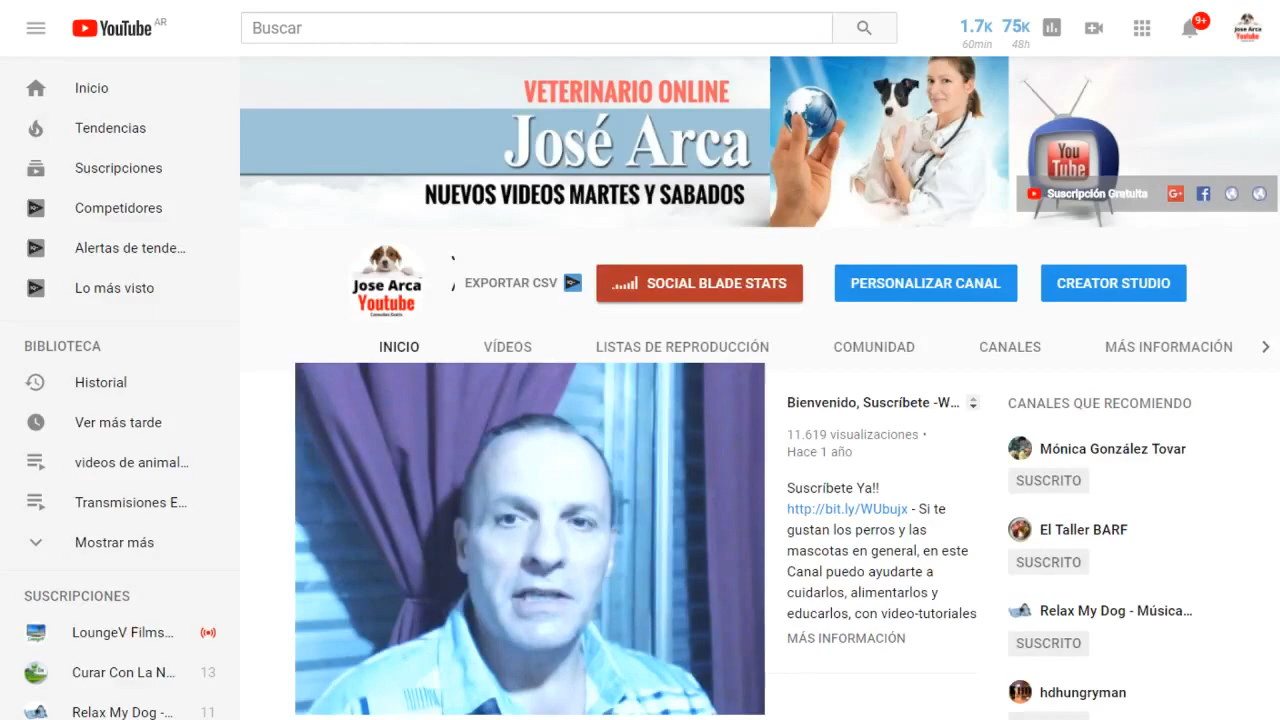 YouTube AR
Buscar
1.7K 75K
60min 48h
9+
Jose Arca
Youtube
Inicio
Tendencias
Suscripciones
Competidores
Alertas de tende...
Lo más visto
BIBLIOTECA
Historial
Ver más tarde
videos de animal...
Transmisiones E...
Mostrar más
SUSCRIPCIONES
LoungeV Films...
Curar Con La N... 13
Relax My Dog -... 11
VETERINARIO ONLINE
José Arca
NUEVOS VIDEOS MARTES Y SABADOS
You
Tube
Suscripción Gratuita
G+
Jose Arca
Youtube
EXPORTAR CSV
SOCIAL BLADE STATS
PERSONALIZAR CANAL
CREATOR STUDIO
INICIO VÍDEOS LISTAS DE REPRODUCCIÓN COMUNIDAD CANALES MÁS INFORMACIÓN
Bienvenido, Suscríbete -W...
11.619 visualizaciones •
Hace 1 año
Suscríbete Ya!!
http://bit.ly/WUbujx - Si te
gustan los perros y las
mascotas en general, en este
Canal puedo ayudarte a
cuidarlos, alimentarlos y
educarlos, con video-tutoriales
MÁS INFORMACIÓN
CANALES QUE RECOMIENDO
Mónica González Tovar
SUSCRITO
El Taller BARF
SUSCRITO
Relax My Dog - Música...
SUSCRITO
hdhungryman